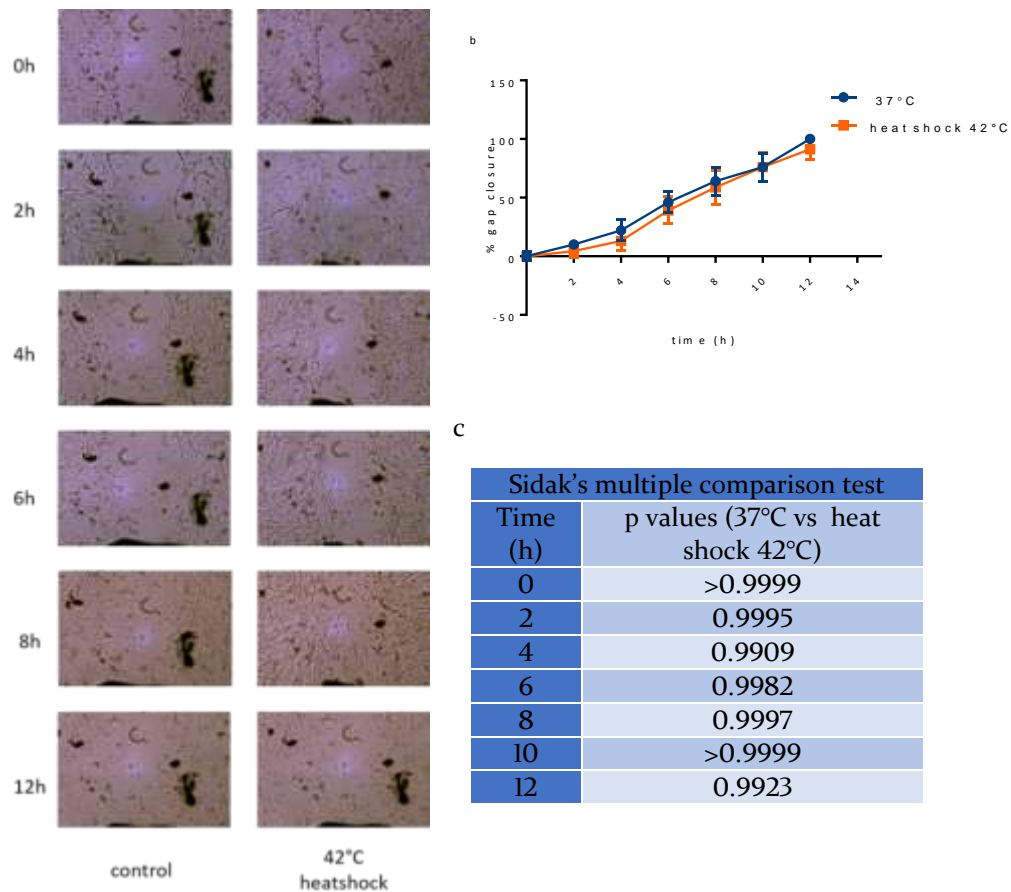 0h
2h
4h
6h
8h
12h
control
42°C
heatshock
b
150
100
50
0
-50
% gap closure
2
4
6
8
10
12
14
time (h)
37°C
heat shock 42°C
c
Sidak's multiple comparison test
Time (h)
p values (37°C vs heat shock 42°C)
0 >0.9999
2 0.9995
4 0.9909
6 0.9982
8 0.9997
10 >0.9999
12 0.9923